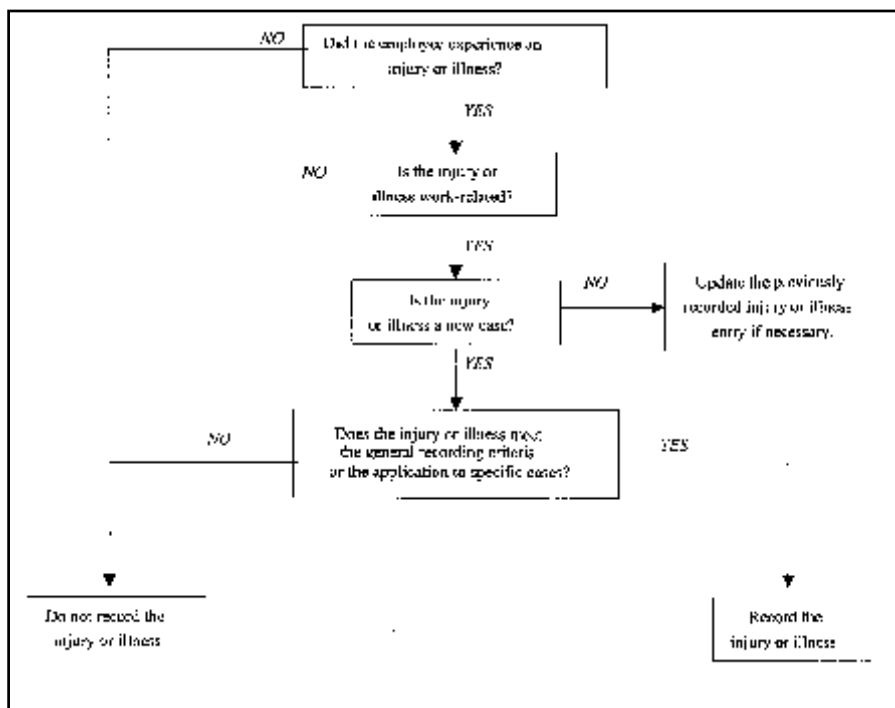 NO
Did the employee experience an
injury or illness?
YES
NO
Is the injury or
illness work-related?
YES
Is the injury
or illness a new case?
NO
Update the previously
recorded injury or illness
entry if necessary.
YES
NO
Does the injury or illness meet
the general recording criteria
or the application to specific cases?
YES
Do not record the
injury or illness
Record the
injury or illness